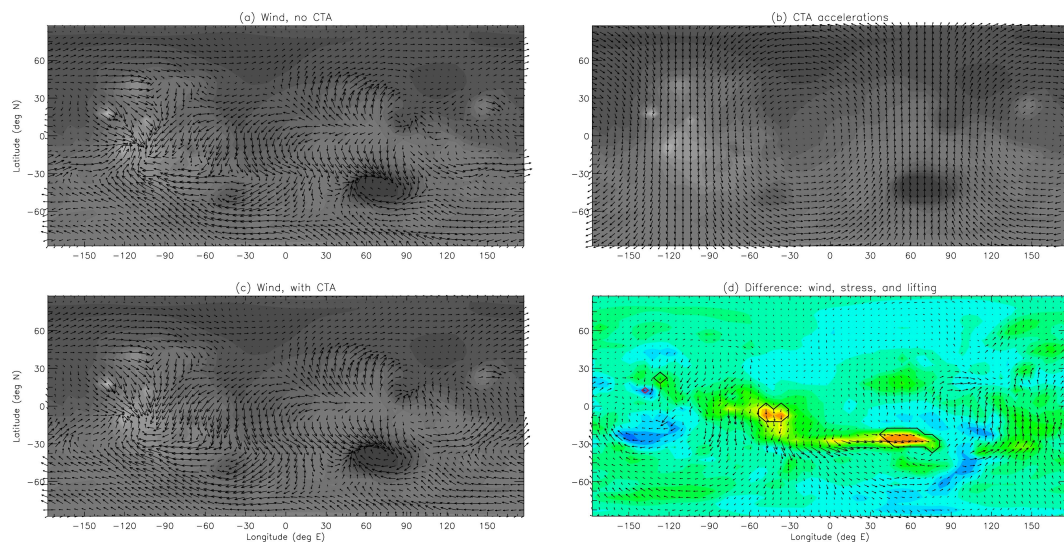 (a) Wind, no CTA
(b) CTA accelerations
Latitude (deg N)
60
30
0
-30
-60
60
30
0
-30
-60
-150 -120 -90 -60 -30 0 30 60 90 120 150
-150 -120 -90 -60 -30 0 30 60 90 120 150
(c) Wind, with CTA
(d) Difference: wind, stress, and lifting
Latitude (deg N)
60
30
0
-30
-60
60
30
0
-30
-60
-150 -120 -90 -60 -30 0 30 60 90 120 150
-150 -120 -90 -60 -30 0 30 60 90 120 150
Longitude (deg E)
Longitude (deg E)